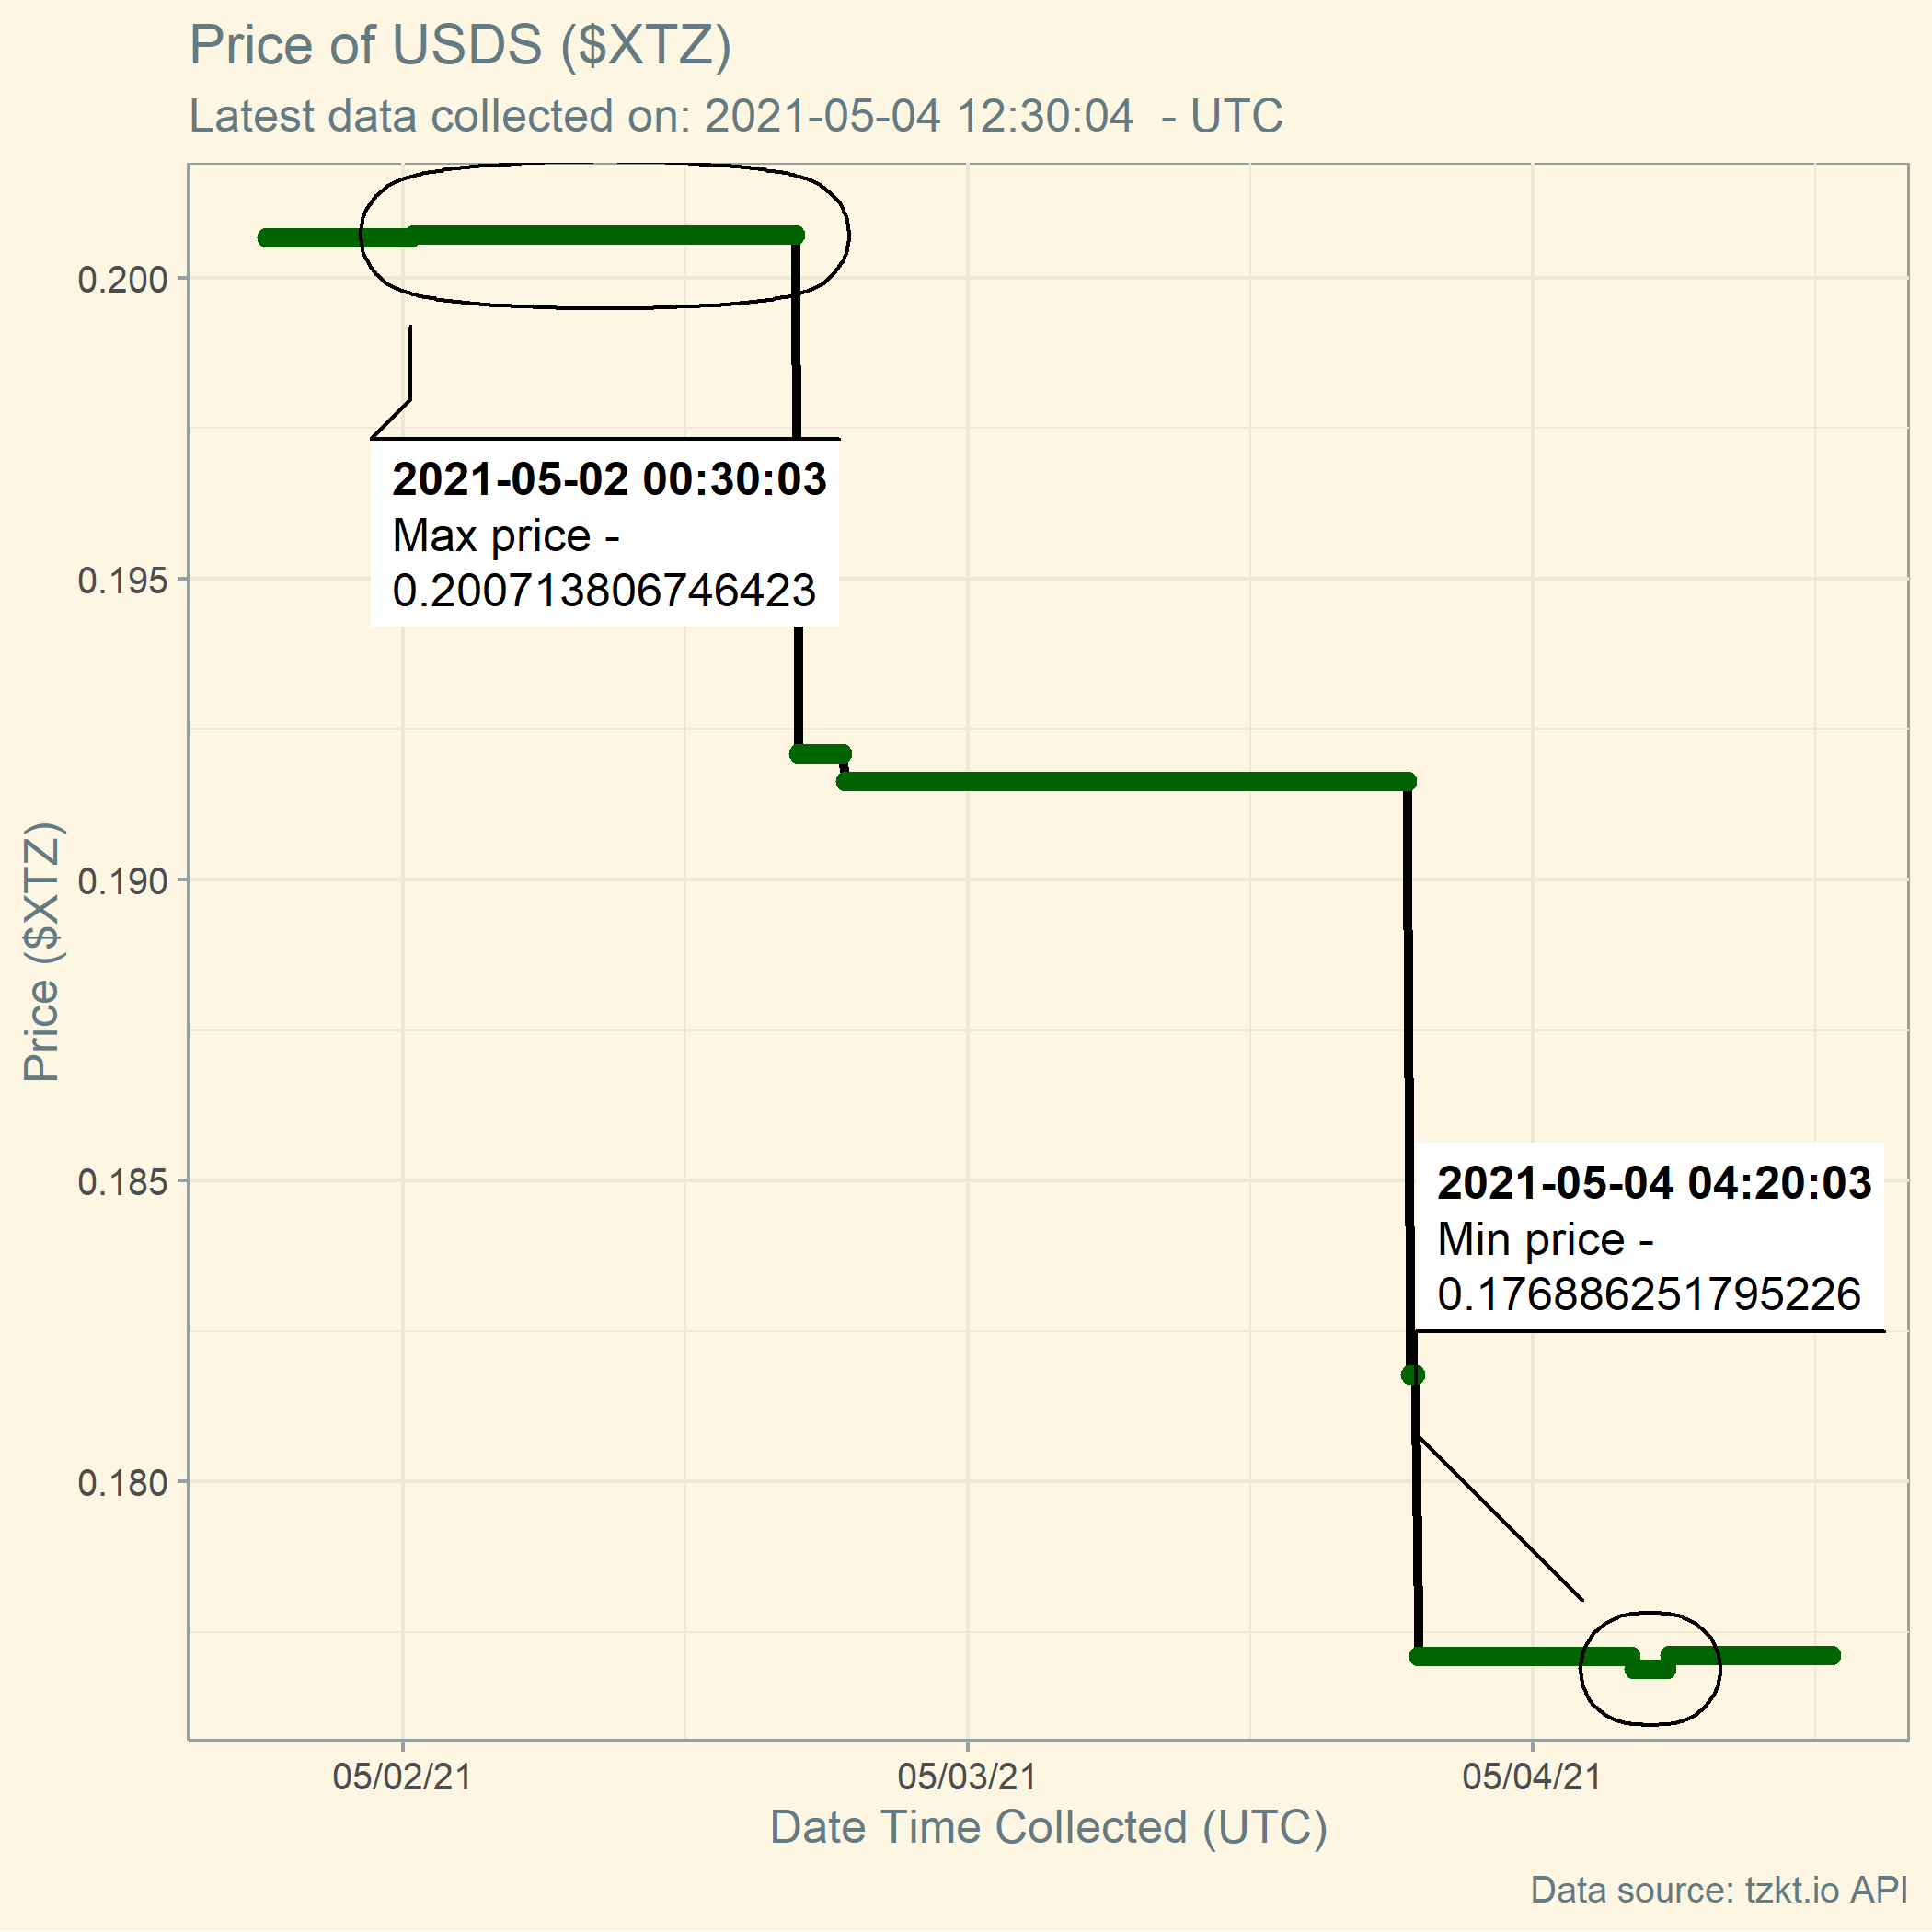 Price of USDS ($XTZ)
Latest data collected on: 2021-05-04 12:30:04  - UTC
0.200
2021-05-02 00:30:03
Max price -
0.200713806746423
0.195
0.190
Price ($XTZ)
0.185
2021-05-04 04:20:03
Min price -
0.176886251795226
0.180
05/02/21
05/03/21
05/04/21
Date Time Collected (UTC)
Data source: tzkt.io API